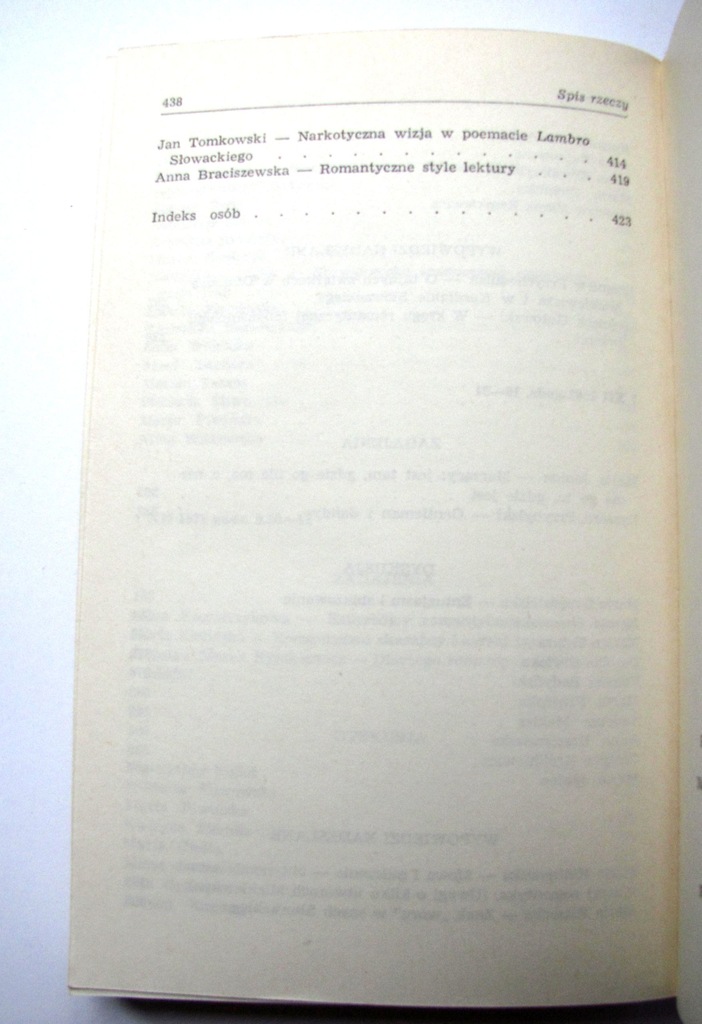 438 Spis rzeczy
Jan Tomkowski — Narkotyczna wizja w poemacie Lambro
Słowackiego . . . . . . . . . . . . . . 414
Anna Braciszewska — Romantyczne style lektury . . . . 419
Indeks osób . . . . . . . . . . . . . . 423